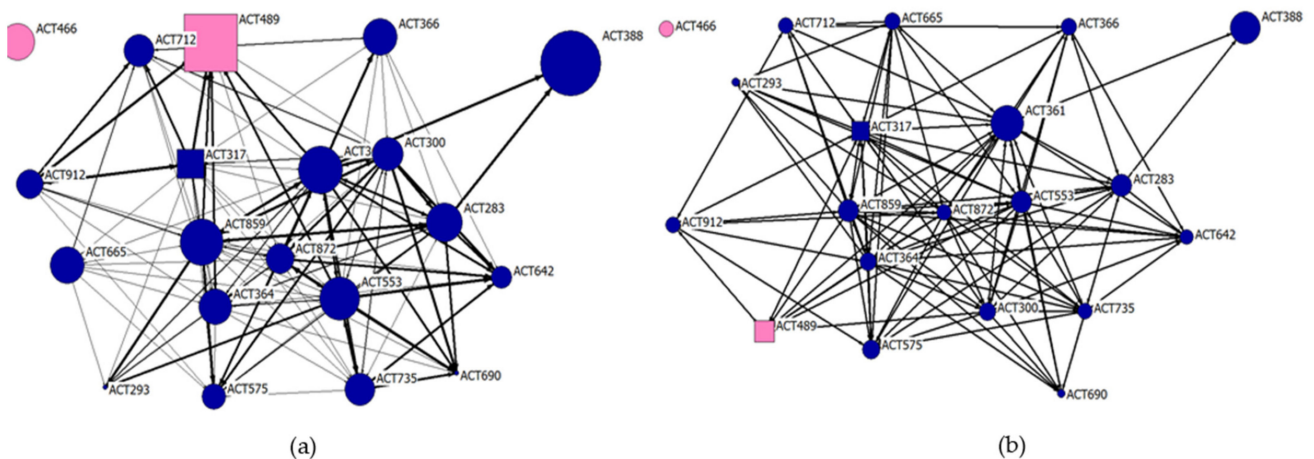 ACT466
ACT489
ACT712
ACT366
ACT388
ACT317
ACT3
ACT300
ACT912
ACT859
ACT283
ACT665
ACT872
ACT642
ACT364
ACT553
ACT293
ACT575
ACT735
ACT690
(a)
ACT466
ACT712
ACT665
ACT366
ACT388
ACT293
ACT361
ACT317
ACT283
ACT859
ACT872
ACT553
ACT912
ACT642
ACT364
ACT489
ACT300
ACT735
ACT575
ACT690
(b)